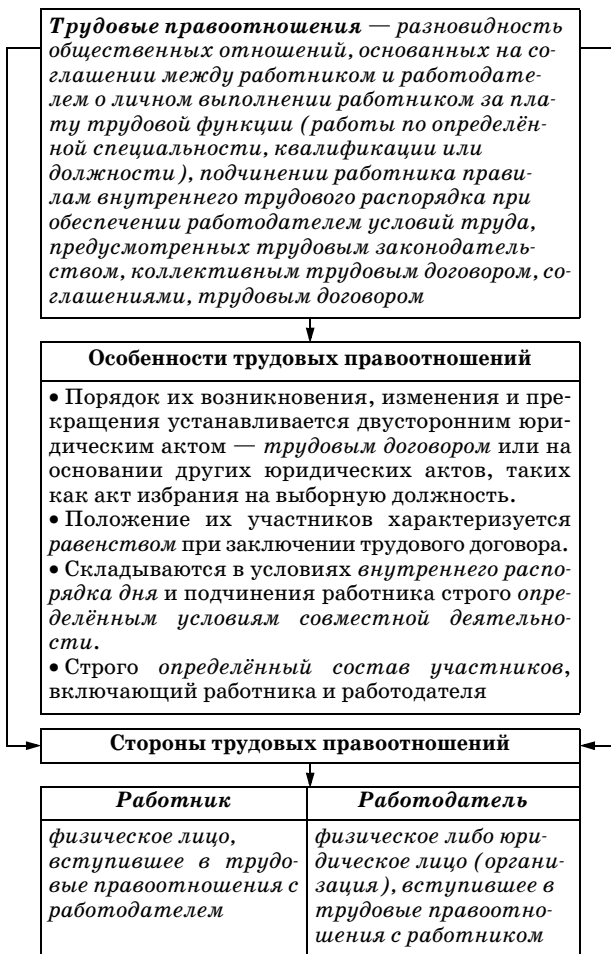 Трудовые правоотношения — разновидность
общественных отношений, основанных на со-
глашении между работником и работодате-
лем о личном выполнении работником за пла-
ту трудовой функции (работы по определён-
ной специальности, квалификации или
должности), подчинении работника прави-
лам внутреннего трудового распорядка при
обеспечении работодателем условий труда,
предусмотренных трудовым законодатель-
ством, коллективным трудовым договором, со-
глашениями, трудовым договором
Особенности трудовых правоотношений
• Порядок их возникновения, изменения и пре-
кращения устанавливается двусторонним юри-
дическим актом — трудовым договором или на
основании других юридических актов, таких
как акт избрания на выборную должность.
• Положение их участников характеризуется
равенством при заключении трудового договора.
• Складываются в условиях внутреннего распо-
рядка дня и подчинения работника строго опре-
делённым условиям совместной деятельно-
сти.
• Строго определённый состав участников,
включающий работника и работодателя
Стороны трудовых правоотношений
Работник
физическое лицо,
вступившее в трудо-
вые правоотношения с
работодателем
Работодатель
физическое либо юри-
дическое лицо (органи-
зация), вступившее в
трудовые правоотно-
шения с работником